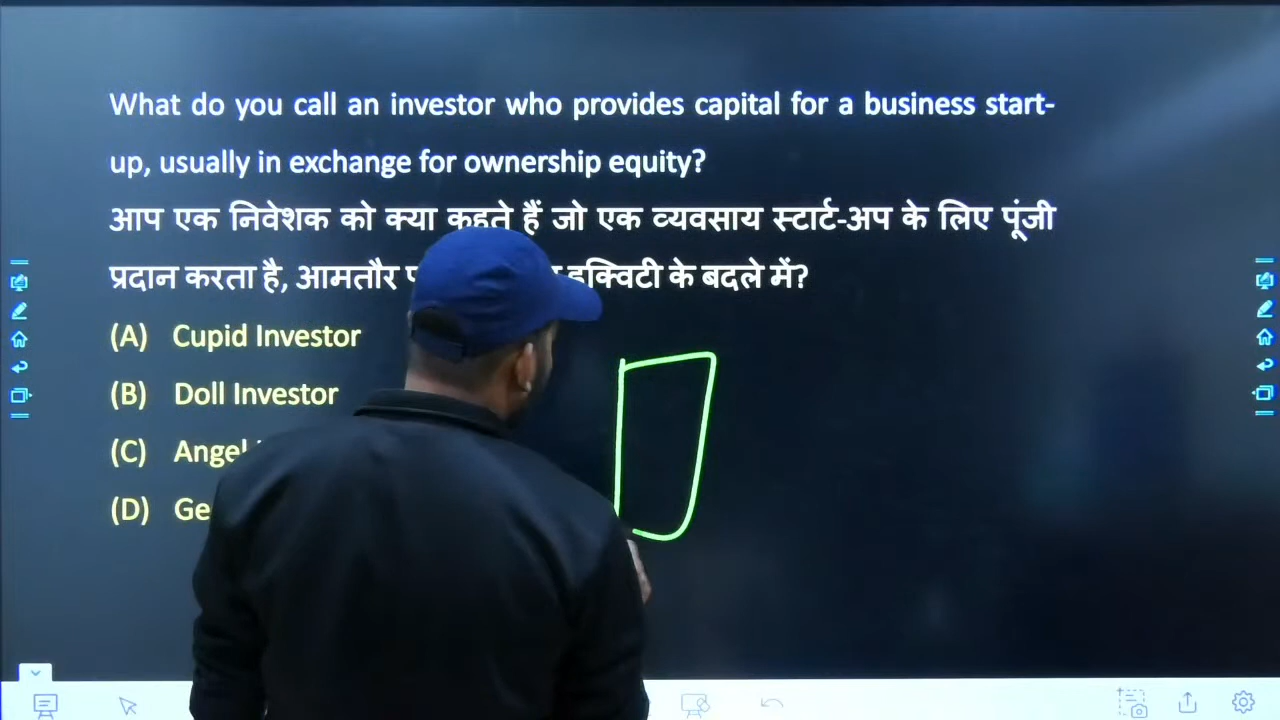 What do you call an investor who provides capital for a business start-
up, usually in exchange for ownership equity?
आप एक निवेशक को क्या कहते हैं जो एक व्यवसाय स्टार्ट-अप के लिए पूंजी
प्रदान करता है, आमतौर इक्विटी के बदले में?
(A) Cupid Investor
(B) Doll Investor
(C) Angel
(D)